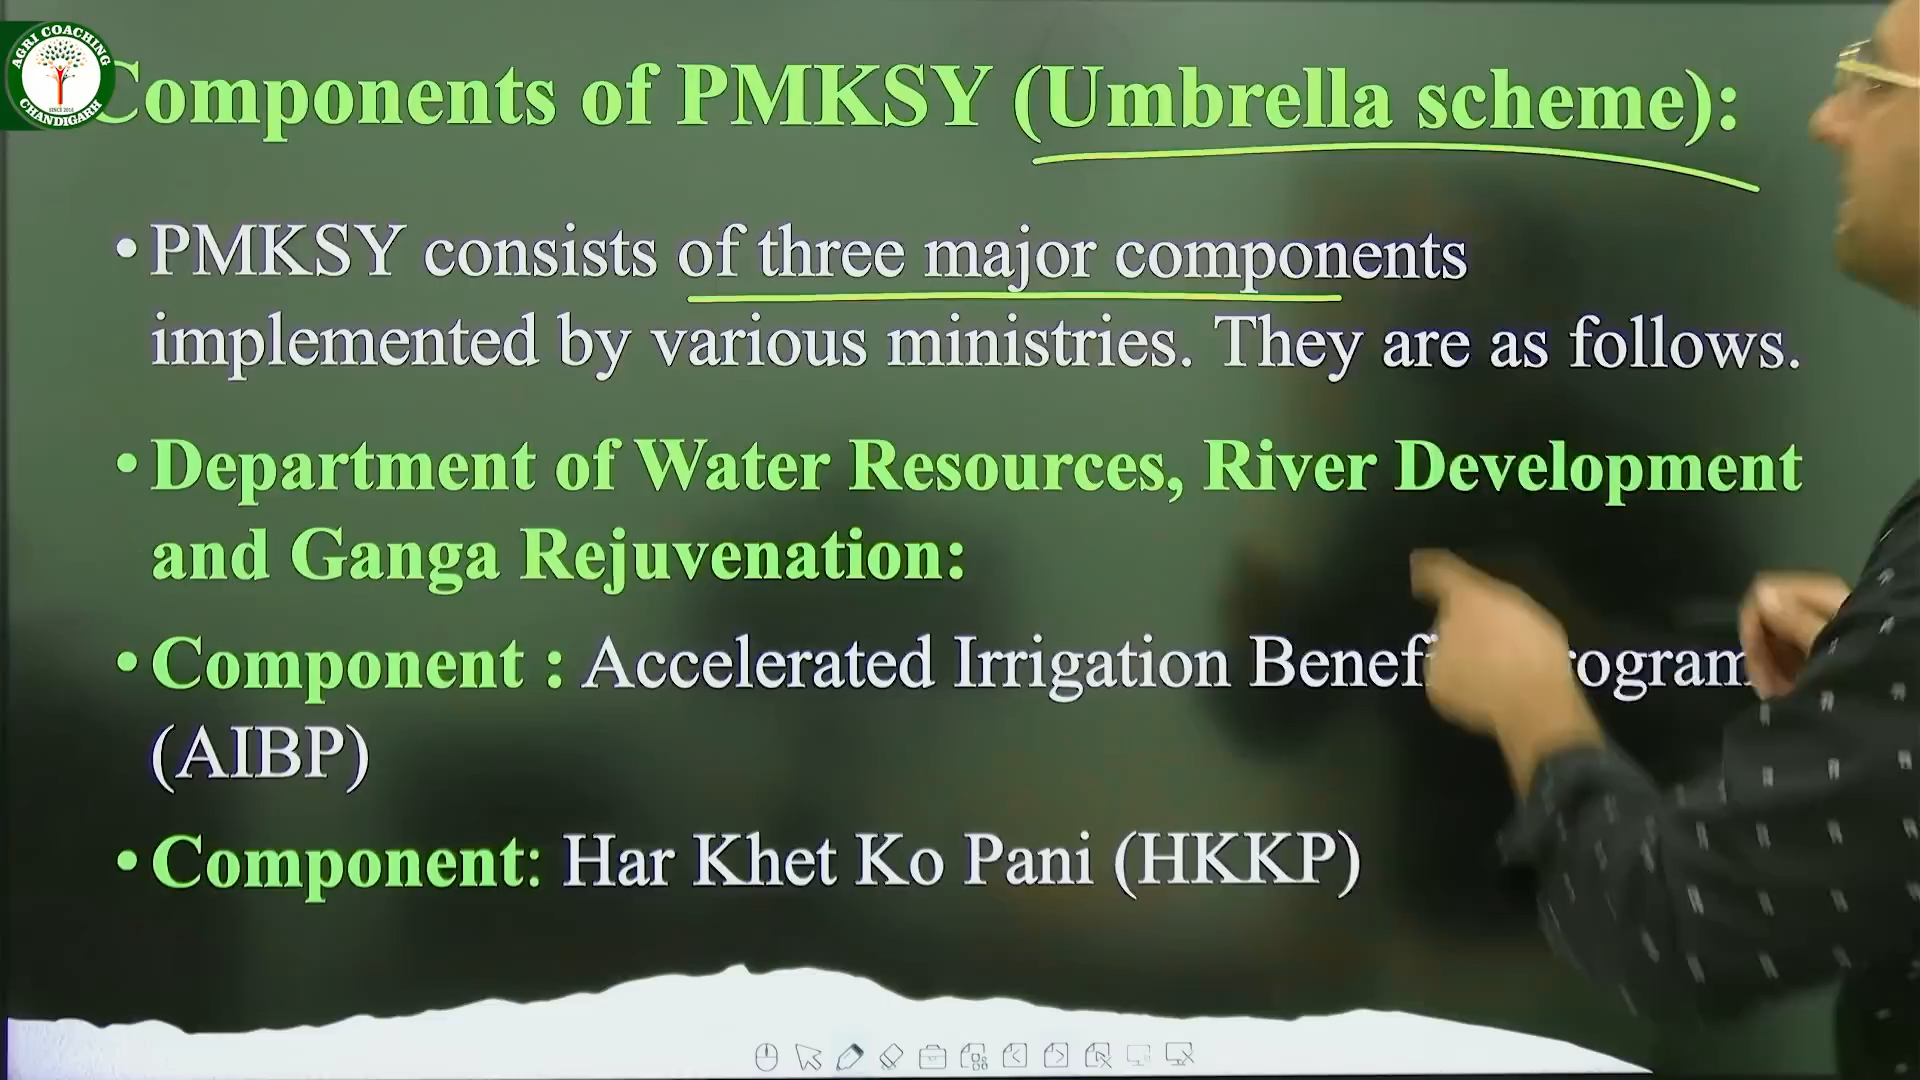 AGRI COACHING
SINCE 2016
CHANDIGARH
Components of PMKSY (Umbrella scheme):
• PMKSY consists of three major components
implemented by various ministries. They are as follows.
• Department of Water Resources, River Development
and Ganga Rejuvenation:
• Component : Accelerated Irrigation
(AIBP)
• Component: Har Khet Ko Pani (HKKP)